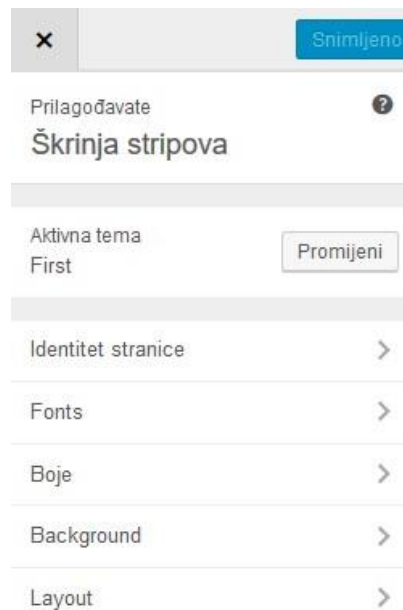 Snimljeno
Prilagođavate
Škrinja stripova
Aktivna tema
First
Promijeni
Identitet stranice
Fonts
Boje
Background
Layout